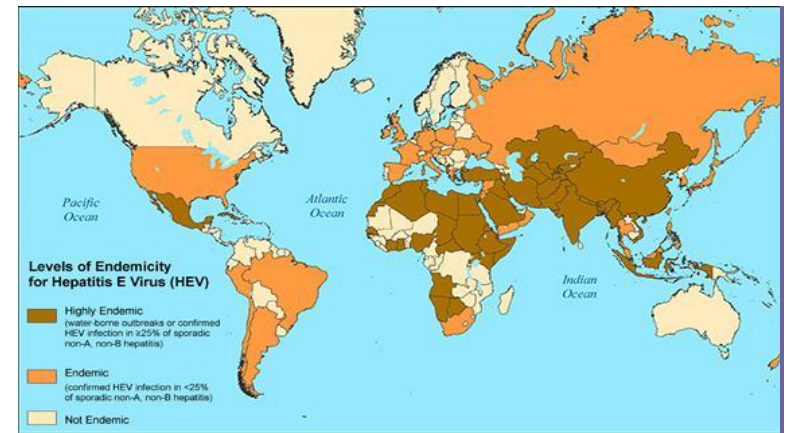 Pacific
Ocean
Atlantic
Ocean
Indian
Ocean
Levels of Endemicity
for Hepatitis E Virus (HEV)
Highly Endemic
(water-borne outbreaks or confirmed
HEV infection in ≥25% of sporadic
non-A, non-B hepatitis)
Endemic
(confirmed HEV infection in <25%
of sporadic non-A, non-B hepatitis)
Not Endemic